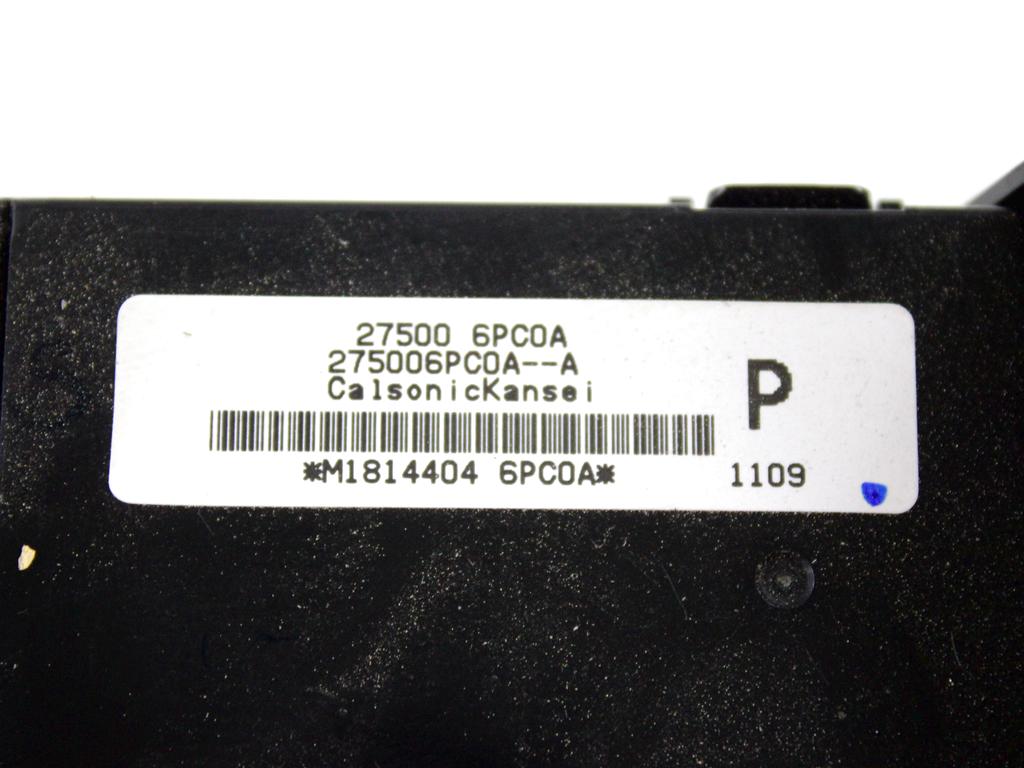 27500 6PC0A
275006PC0A--A
CalsonicKansei
P
*M1814404 6PC0A*
1109